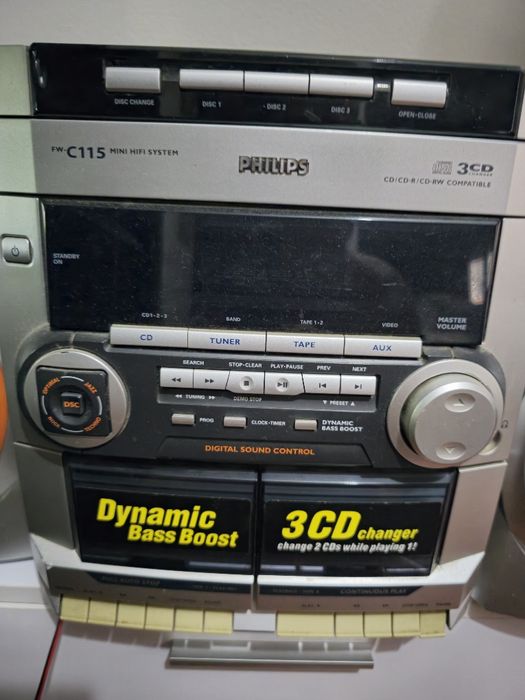 DISC CHANGE
DISC 1
DISC 2
DISC 3
OPEN•CLOSE
FW-C115 MINI HIFI SYSTEM
PHILIPS
3CD
CHANGER
CD/CD-R/CD-RW COMPATIBLE
STANDBY
ON
CD1•2•3
BAND
TAPE 1•2
VIDEO
MASTER
VOLUME
CD
TUNER
TAPE
AUX
SEARCH
STOP•CLEAR
PLAY•PAUSE
PREV
NEXT
TUNING
DEMO STOP
PRESET
OPTIMAL
JAZZ
DSC
ROCK
TECHNO
PROG
CLOCK•TIMER
DYNAMIC
BASS BOOST
DIGITAL SOUND CONTROL
Dynamic
Bass Boost
3CD changer
change 2 CDs while playing 1!
FULL AUTO STOP
CONTINUOUS PLAY